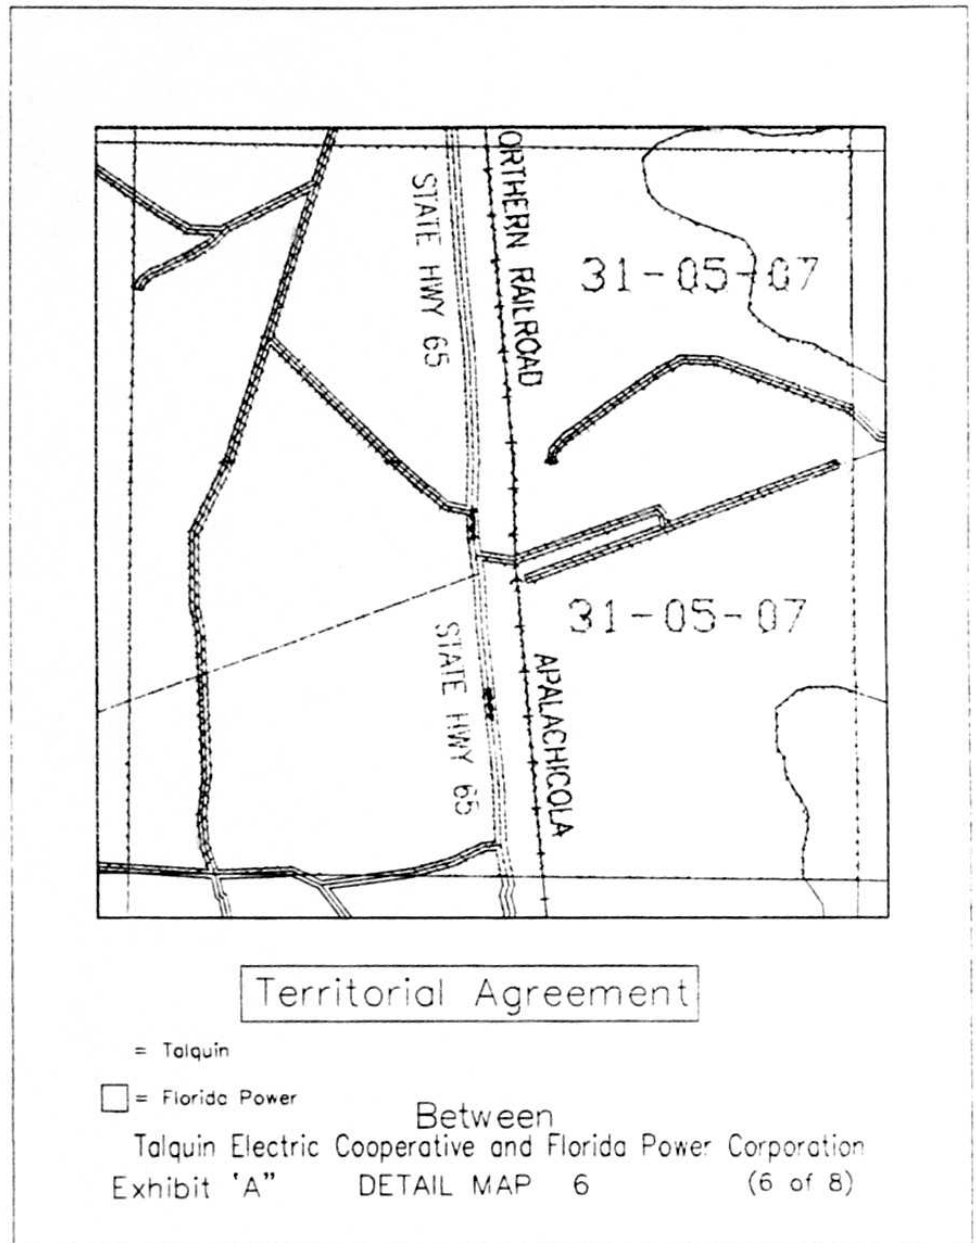 ORTHERN RAILROAD
STATE HWY 65
31-05-07
31-05-07
STATE HWY 65
APALACHICOLA
Territorial Agreement
= Talquin
= Florida Power
Between
Talquin Electric Cooperative and Florida Power Corporation
Exhibit 'A" DETAIL MAP 6 (6 of 8)